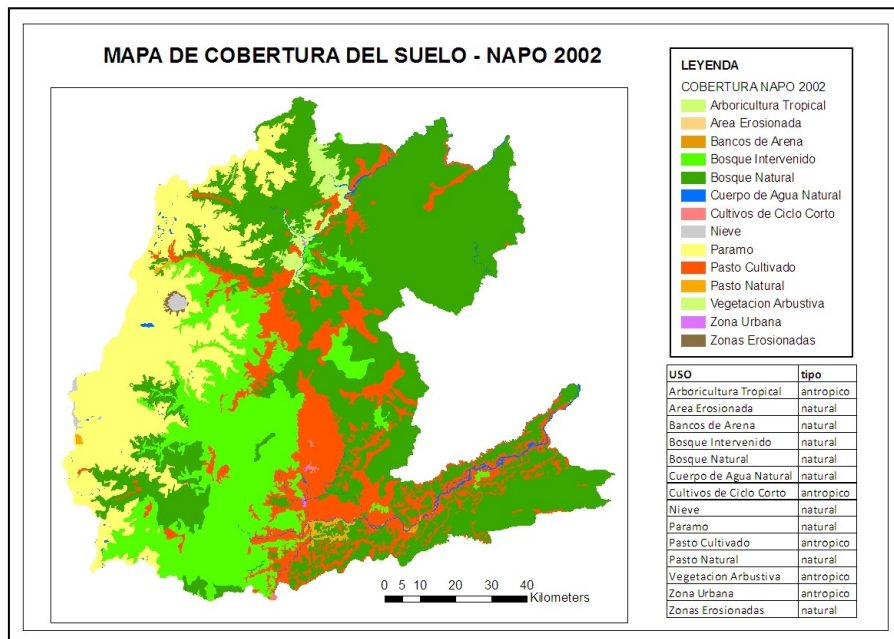 MAPA DE COBERTURA DEL SUELO - NAPO 2002
LEYENDA
COBERTURA NAPO 2002
Arboricultura Tropical
Area Erosionada
Bancos de Arena
Bosque Intervenido
Bosque Natural
Cuerpo de Agua Natural
Cultivos de Ciclo Corto
Nieve
Paramo
Pasto Cultivado
Pasto Natural
Vegetacion Arbustiva
Zona Urbana
Zonas Erosionadas
USO tipo
Arboricultura Tropical antropico
Area Erosionada natural
Bancos de Arena natural
Bosque Intervenido natural
Bosque Natural natural
Cuerpo de Agua Natural natural
Cultivos de Ciclo Corto antropico
Nieve natural
Paramo natural
Pasto Cultivado antropico
Pasto Natural natural
Vegetacion Arbustiva antropico
Zona Urbana antropico
Zonas Erosionadas natural
0 5 10 20 30 40
Kilometers